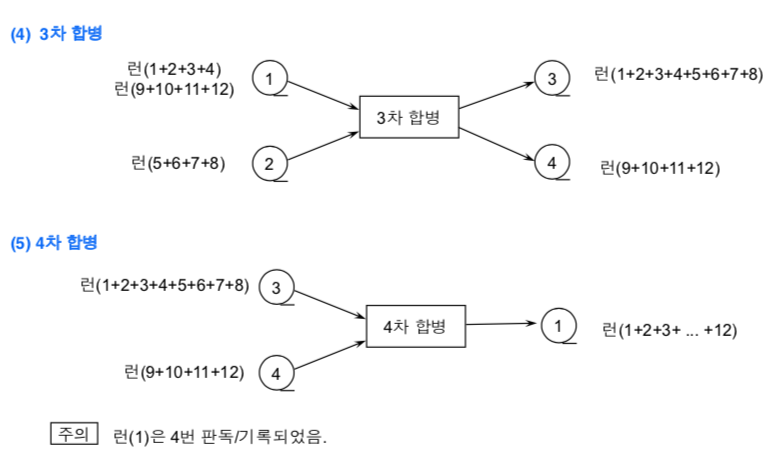 (4) 3차 합병
런(1+2+3+4)
런(9+10+11+12)
1
3차 합병
3
런(1+2+3+4+5+6+7+8)
런(5+6+7+8)
2
4
런(9+10+11+12)
(5) 4차 합병
런(1+2+3+4+5+6+7+8)
3
4차 합병
1
런(1+2+3+ ... +12)
런(9+10+11+12)
4
주의 런(1)은 4번 판독/기록되었음.